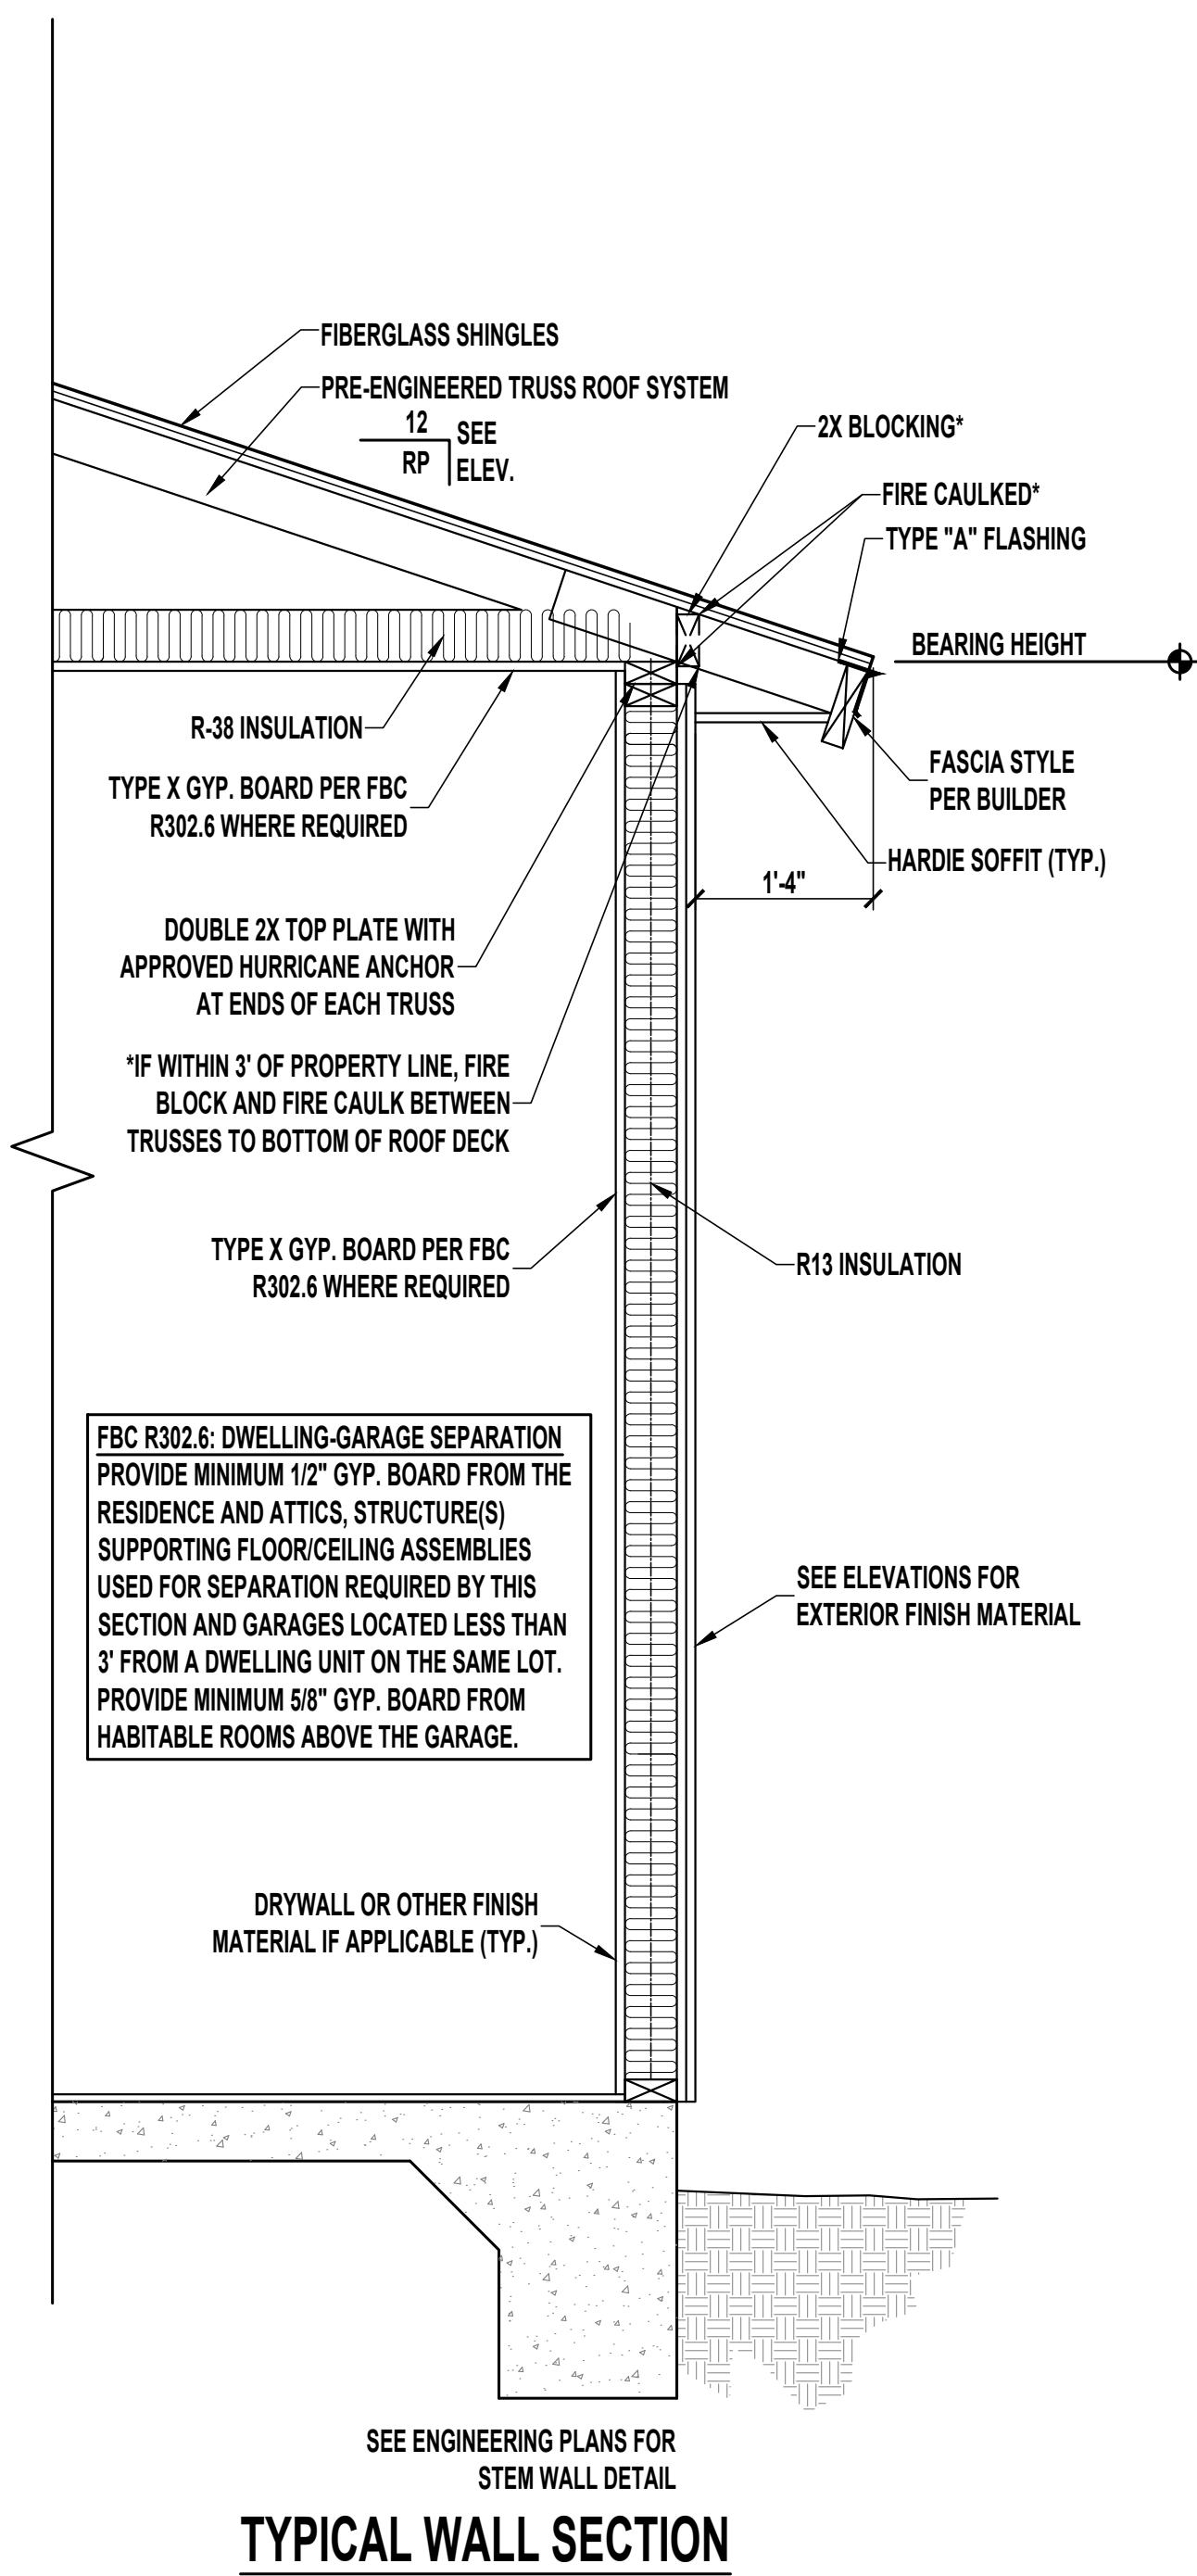 FIBERGLASS SHINGLES
PRE-ENGINEERED TRUSS ROOF SYSTEM
12
RP
SEE
ELEV.
2X BLOCKING*
FIRE CAULKED*
TYPE "A" FLASHING
BEARING HEIGHT
R-38 INSULATION
TYPE X GYP. BOARD PER FBC
R302.6 WHERE REQUIRED
FASCIA STYLE
PER BUILDER
HARDIE SOFFIT (TYP.)
1'-4"
DOUBLE 2X TOP PLATE WITH
APPROVED HURRICANE ANCHOR
AT ENDS OF EACH TRUSS
*IF WITHIN 3' OF PROPERTY LINE, FIRE
BLOCK AND FIRE CAULK BETWEEN
TRUSSES TO BOTTOM OF ROOF DECK
TYPE X GYP. BOARD PER FBC
R302.6 WHERE REQUIRED
R13 INSULATION
FBC R302.6: DWELLING-GARAGE SEPARATION
PROVIDE MINIMUM 1/2" GYP. BOARD FROM THE
RESIDENCE AND ATTICS, STRUCTURE(S)
SUPPORTING FLOOR/CEILING ASSEMBLIES
USED FOR SEPARATION REQUIRED BY THIS
SECTION AND GARAGES LOCATED LESS THAN
3' FROM A DWELLING UNIT ON THE SAME LOT.
PROVIDE MINIMUM 5/8" GYP. BOARD FROM
HABITABLE ROOMS ABOVE THE GARAGE.
SEE ELEVATIONS FOR
EXTERIOR FINISH MATERIAL
DRYWALL OR OTHER FINISH
MATERIAL IF APPLICABLE (TYP.)
SEE ENGINEERING PLANS FOR
STEM WALL DETAIL
TYPICAL WALL SECTION